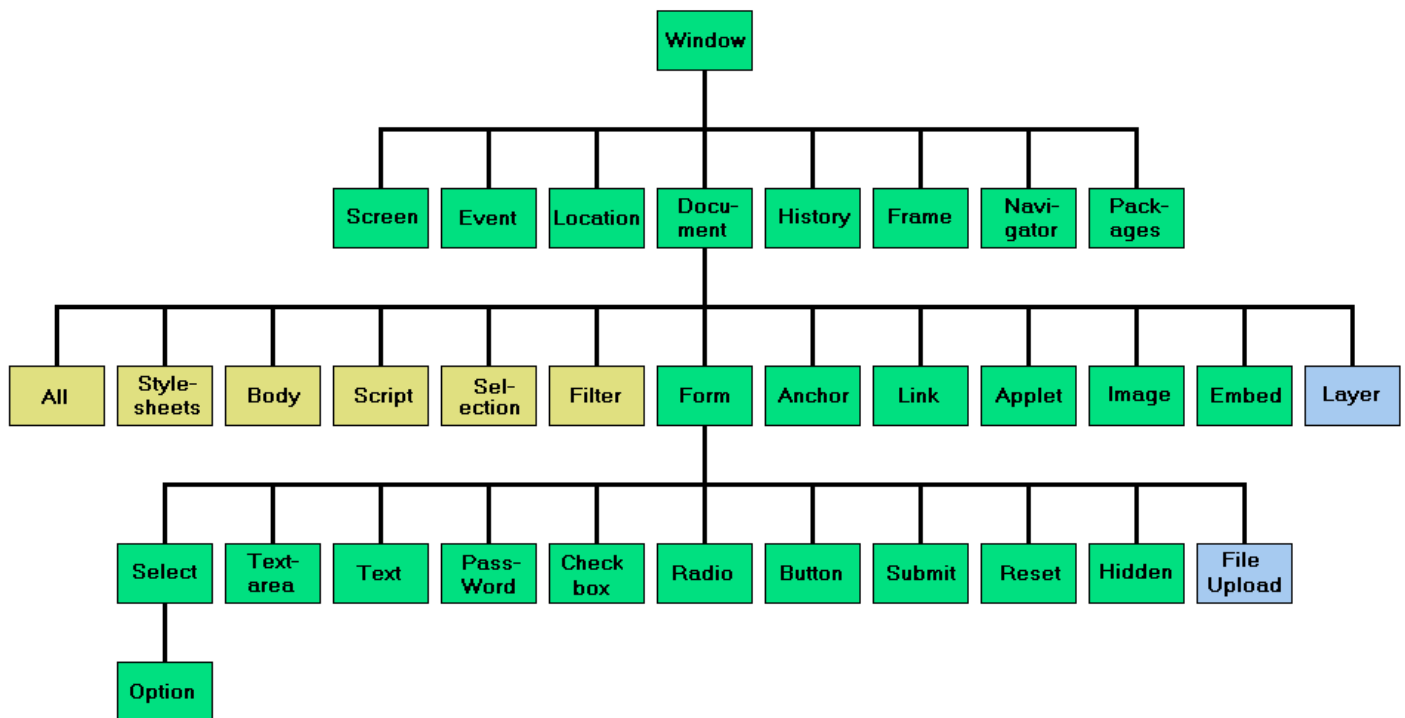 Window
Screen
Event
Location
Docu-
ment
History
Frame
Navi-
gator
Pack-
ages
All
Style-
sheets
Body
Script
Sel-
ection
Filter
Form
Anchor
Link
Applet
Image
Embed
Layer
Select
Text-
area
Text
Pass-
Word
Check
box
Radio
Button
Submit
Reset
Hidden
File
Upload
Option